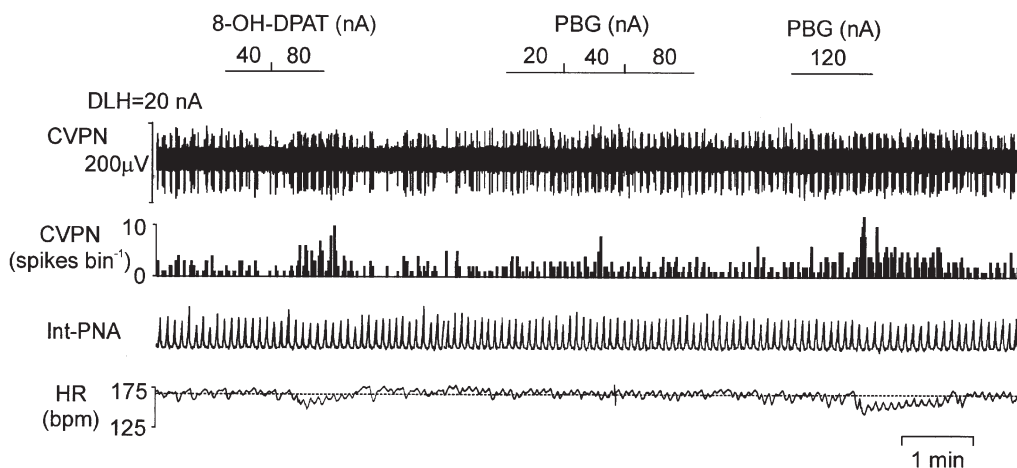 8-OH-DPAT (nA)
40 80
PBG (nA)
20 40 80
PBG (nA)
120
DLH=20 nA
CVPN
200μV
CVPN
(spikes bin⁻¹)
10
0
Int-PNA
HR
(bpm)
175
125
1 min